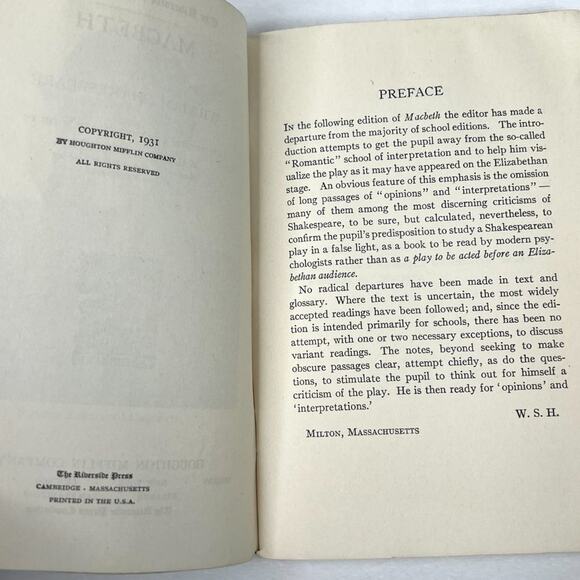 COPYRIGHT, 1931
BY HOUGHTON MIFFLIN COMPANY
ALL RIGHTS RESERVED
The Riverside Press
CAMBRIDGE · MASSACHUSETTS
PRINTED IN THE U.S.A.
PREFACE
IN the following edition of Macbeth the editor has made a
departure from the majority of school editions. The intro-
duction attempts to get the pupil away from the so-called
"Romantic" school of interpretation and to help him vis-
ualize the play as it may have appeared on the Elizabethan
stage. An obvious feature of this emphasis is the omission
of long passages of "opinions" and "interpretations" —
many of them among the most discerning criticisms of
Shakespeare, to be sure, but calculated, nevertheless, to
confirm the pupil's predisposition to study a Shakespearean
play in a false light, as a book to be read by modern psy-
chologists rather than as a play to be acted before an Eliza-
bethan audience.
No radical departures have been made in text and
glossary. Where the text is uncertain, the most widely
accepted readings have been followed; and, since the edi-
tion is intended primarily for schools, there has been no
attempt, with one or two necessary exceptions, to discuss
variant readings. The notes, beyond seeking to make
obscure passages clear, attempt chiefly, as do the ques-
tions, to stimulate the pupil to think out for himself a
criticism of the play. He is then ready for 'opinions' and
'interpretations.'
W. S. H.
MILTON, MASSACHUSETTS